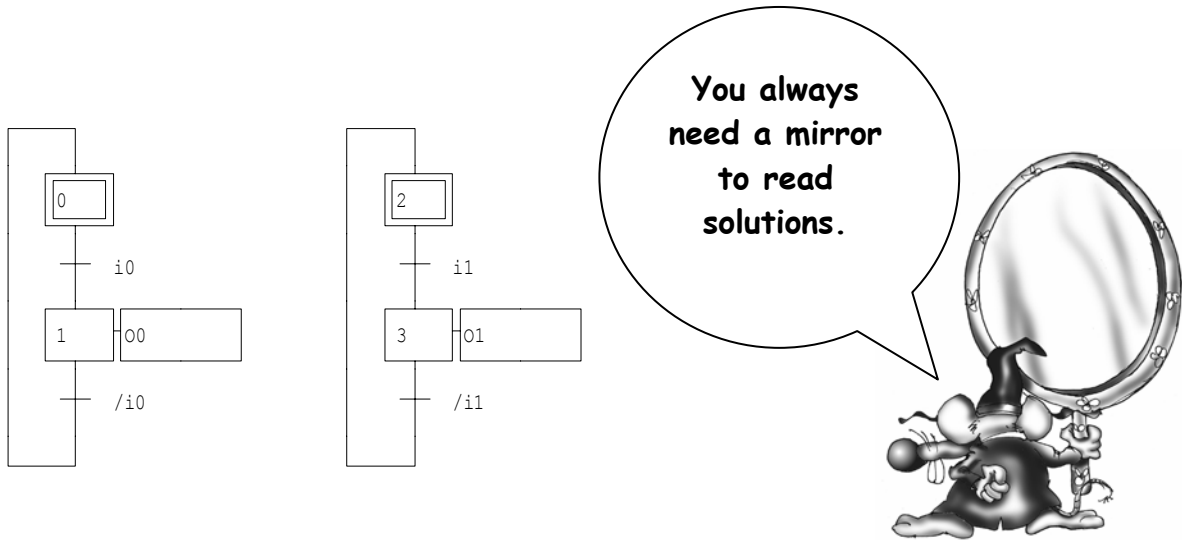 0
i0
1 O0
/i0
2
i1
3 O1
/i1
You always
need a mirror
to read
solutions.